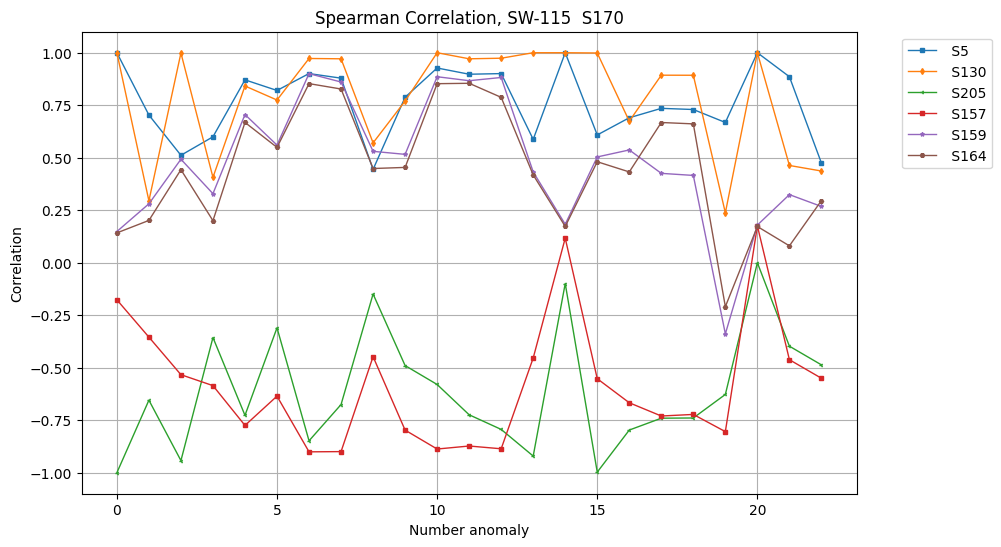 Spearman Correlation, SW-115  S170
1.00
0.75
0.50
0.25
0.00
−0.25
−0.50
−0.75
−1.00
Correlation
0 5 10 15 20
Number anomaly
S5
S130
S205
S157
S159
S164